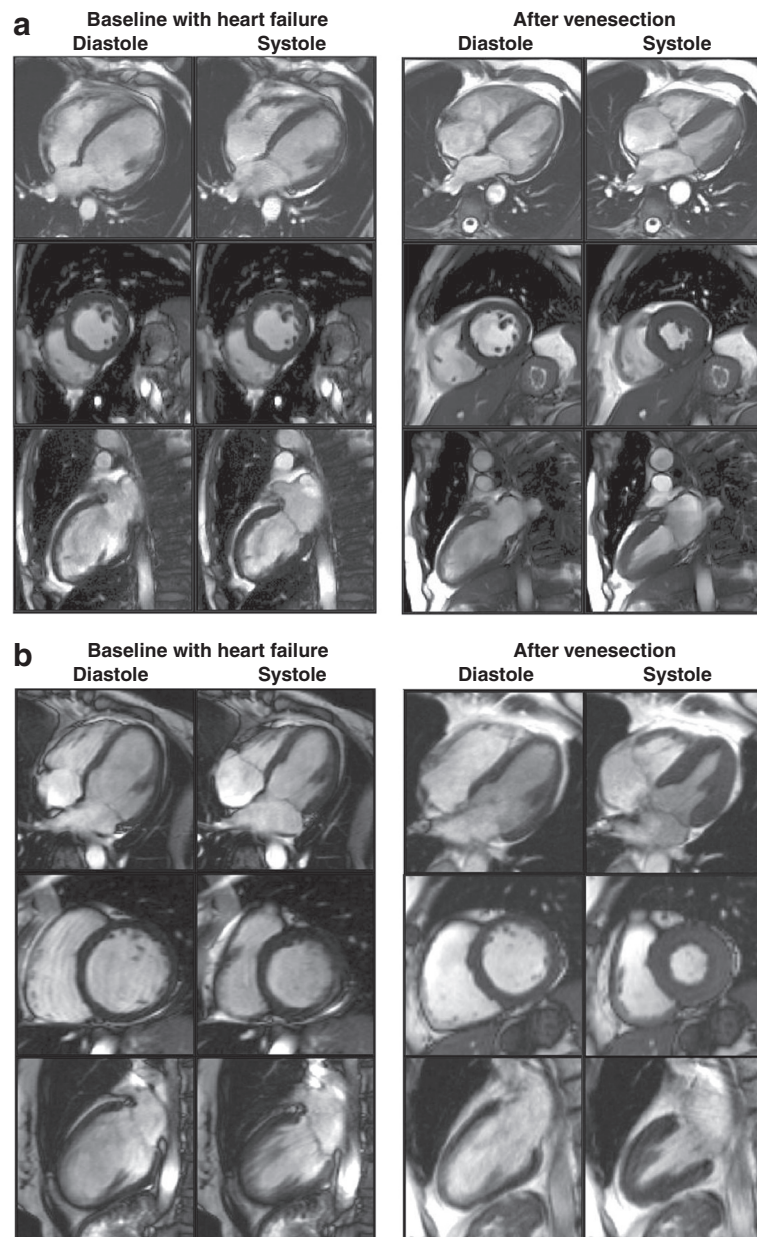 a
Baseline with heart failure
Diastole Systole
After venesection
Diastole Systole
b
Baseline with heart failure
Diastole Systole
After venesection
Diastole Systole